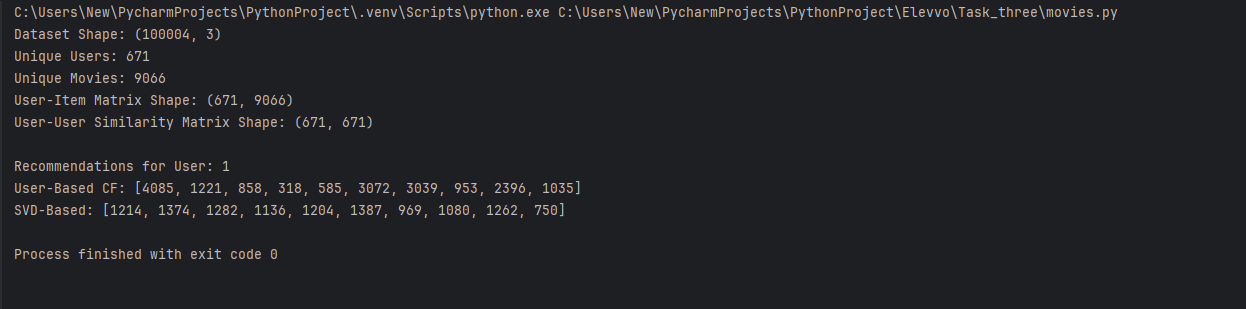 C:\Users\New\PycharmProjects\PythonProject\.venv\Scripts\python.exe C:\Users\New\PycharmProjects\PythonProject\Elevvo\Task_three\movies.py
Dataset Shape: (100004, 3)
Unique Users: 671
Unique Movies: 9066
User-Item Matrix Shape: (671, 9066)
User-User Similarity Matrix Shape: (671, 671)
Recommendations for User: 1
User-Based CF: [4085, 1221, 858, 318, 585, 3072, 3039, 953, 2396, 1035]
SVD-Based: [1214, 1374, 1282, 1136, 1204, 1387, 969, 1080, 1262, 750]
Process finished with exit code 0